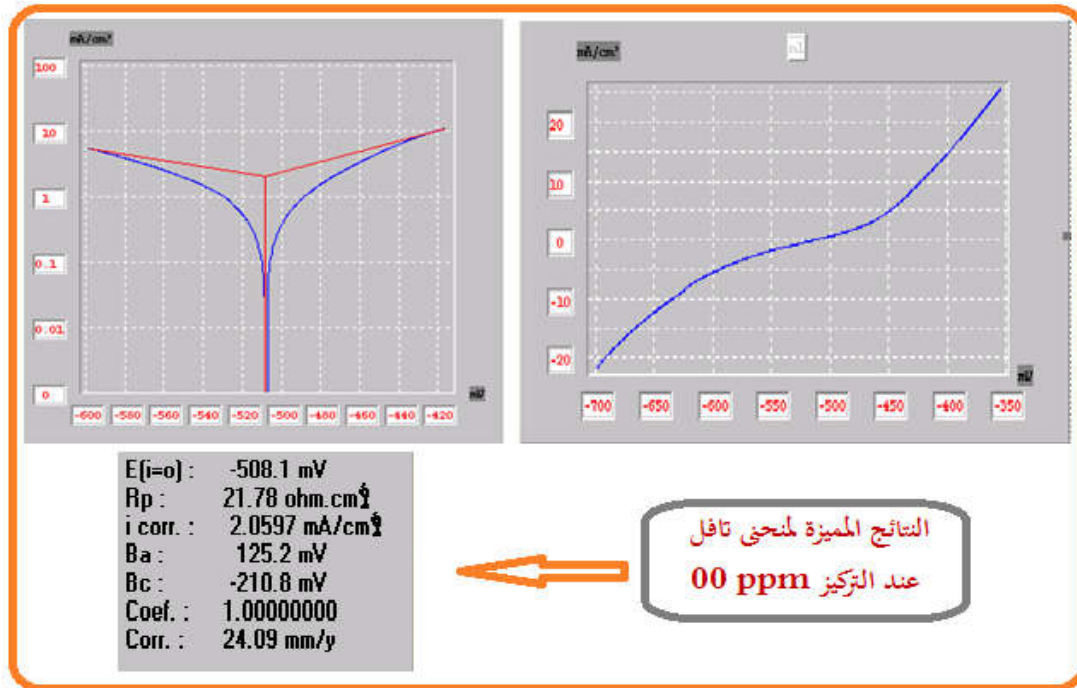 mA/cm²
100
10
1
0.1
0.01
0
mV
-600 -580 -560 -540 -520 -500 -480 -460 -440 -420
mA/cm²
n1
20
10
0
-10
-20
mV
-700 -650 -600 -550 -500 -450 -400 -350
E(i=o) : -508.1 mV
Rp : 21.78 ohm.cm
i corr. : 2.0597 mA/cm
Ba : 125.2 mV
Bc : -210.8 mV
Coef. : 1.00000000
Corr. : 24.09 mm/y
النتائج المميزة لمنحنى تافل
عند التركيز 00 ppm